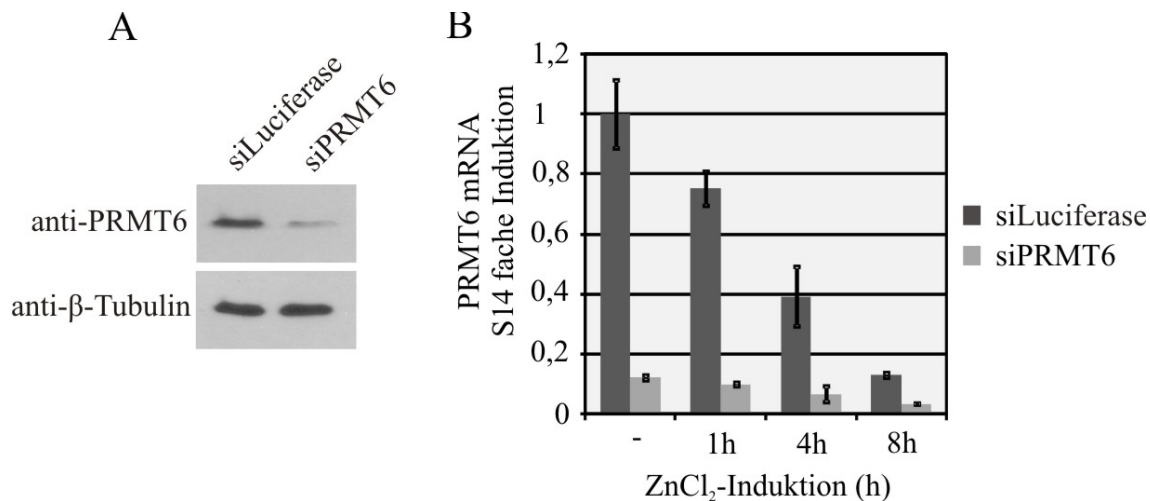 A
siLuciferase
siPRMT6
anti-PRMT6
anti-β-Tubulin
B
PRMT6 mRNA
S14 fache Induktion
1,2
1
0,8
0,6
0,4
0,2
0
-
1h
4h
8h
ZnCl₂-Induktion (h)
siLuciferase
siPRMT6